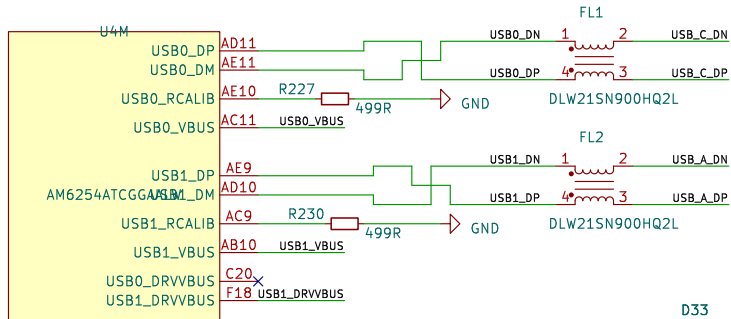 FL1
U4M
USB0_DN 1 2 USB_C_DN
USB0_DP AD11
USB0_DM AE11
USB0_DP 4 3 USB_C_DP
USB0_RCALIB AE10 R227 499R GND
DLW21SN900HQ2L
USB0_VBUS AC11 USB0_VBUS
FL2
USB1_DN 1 2 USB_A_DN
USB1_DP AE9
AM6254ATCGGAALW
USB1_DM AD10
USB1_DP 4 3 USB_A_DP
USB1_RCALIB AC9 R230 499R GND
DLW21SN900HQ2L
USB1_VBUS AB10 USB1_VBUS
USB0_DRVVBUS C20
USB1_DRVVBUS F18 USB1_DRVVBUS
D33